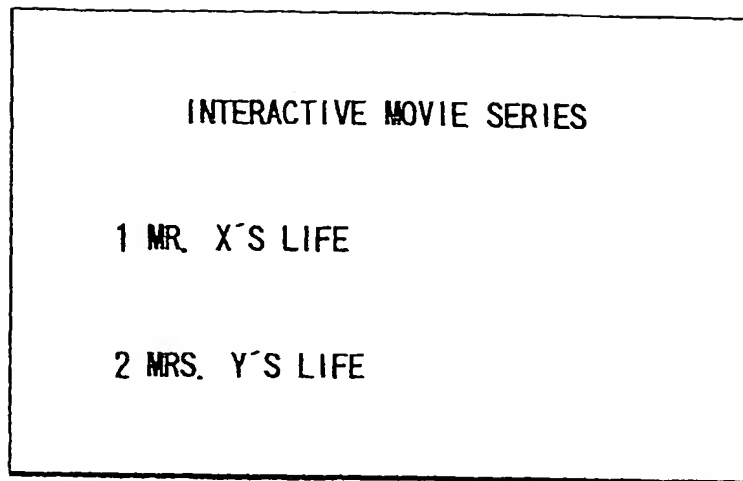 INTERACTIVE MOVIE SERIES
1 MR. X´S LIFE
2 MRS. Y´S LIFE